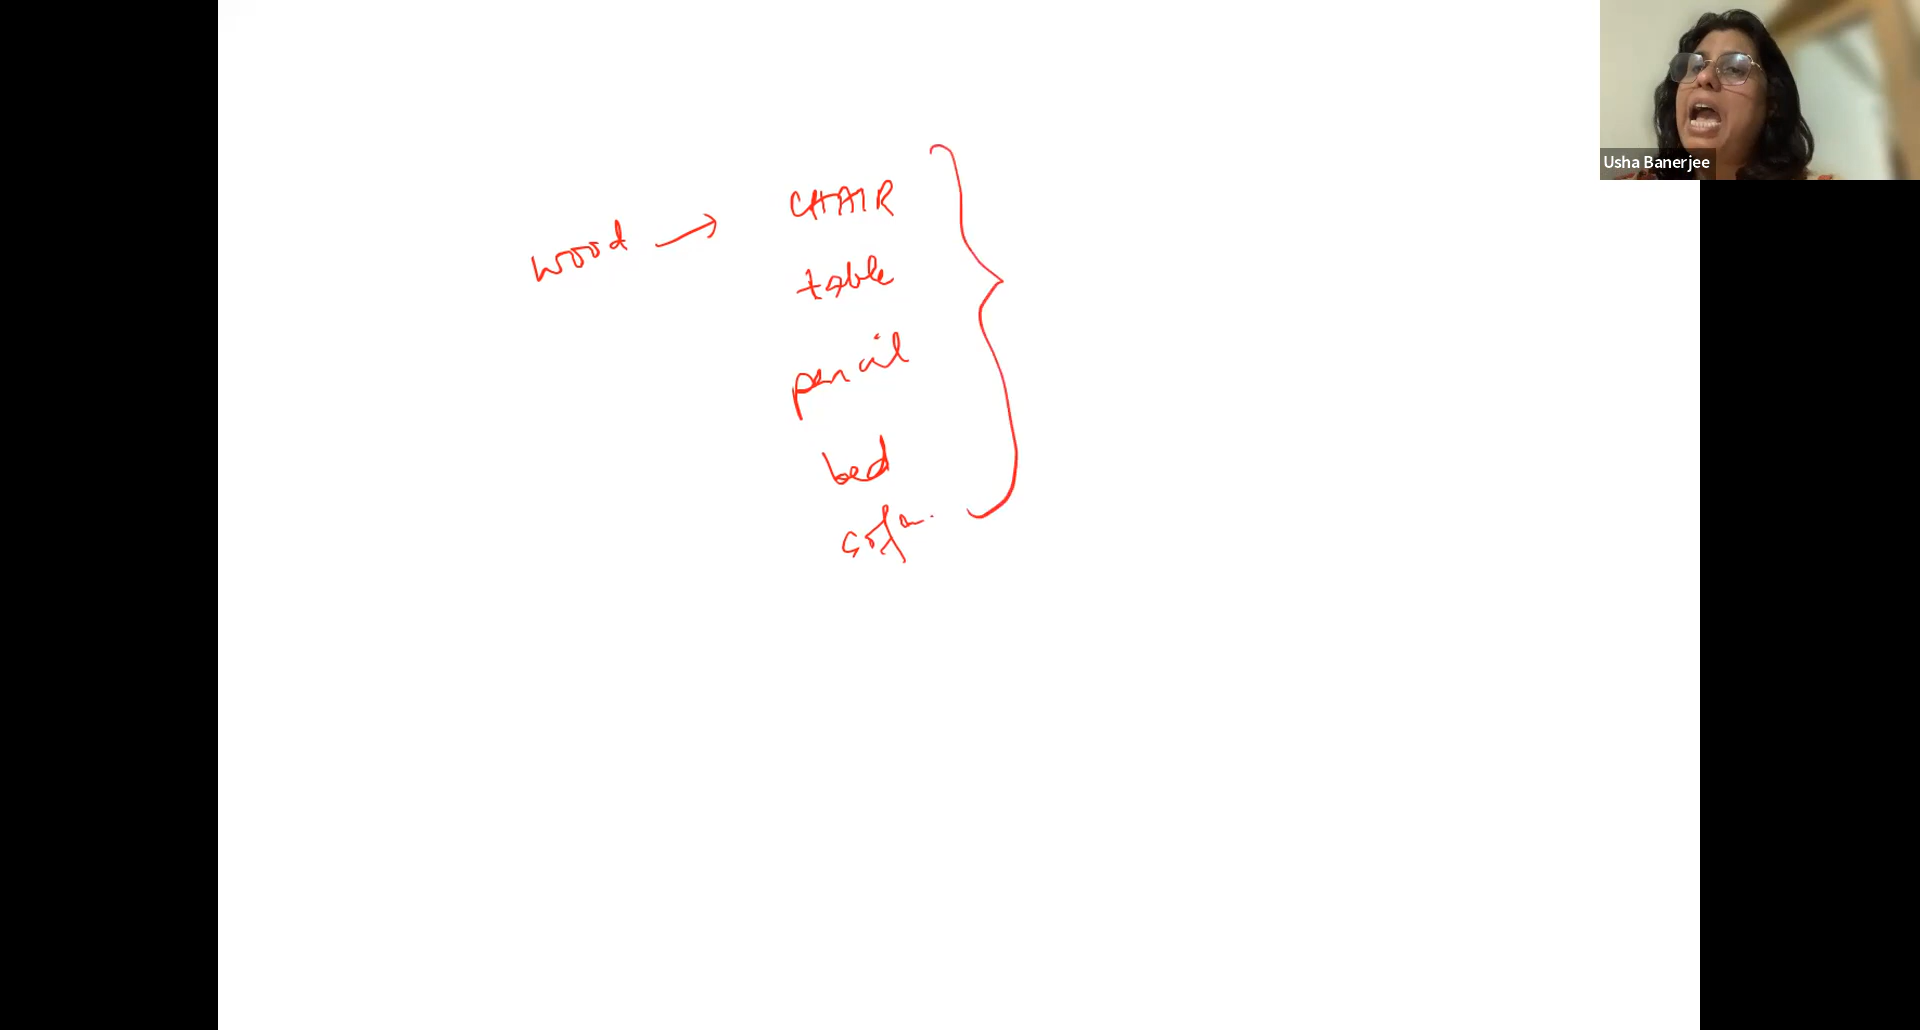 wood → CHAIR
table
pencil
bed
sofa.
Usha Banerjee